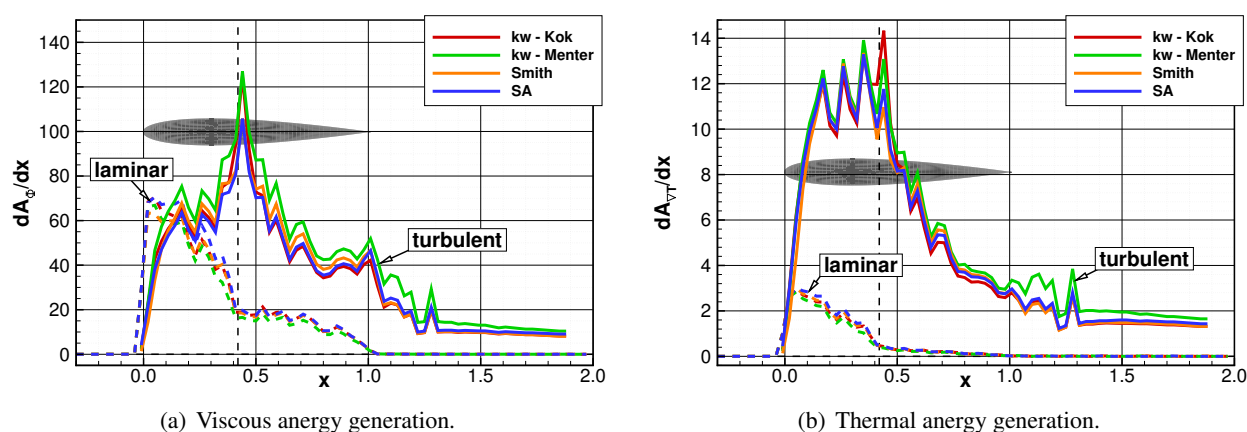 dA_Φ/dx
140
120
100
80
60
40
20
0
kw - Kok
kw - Menter
Smith
SA
laminar
turbulent
0.0
0.5
1.0
1.5
2.0
x
(a) Viscous anergy generation.
dA_∇T/dx
14
12
10
8
6
4
2
0
kw - Kok
kw - Menter
Smith
SA
laminar
turbulent
0.0
0.5
1.0
1.5
2.0
x
(b) Thermal anergy generation.